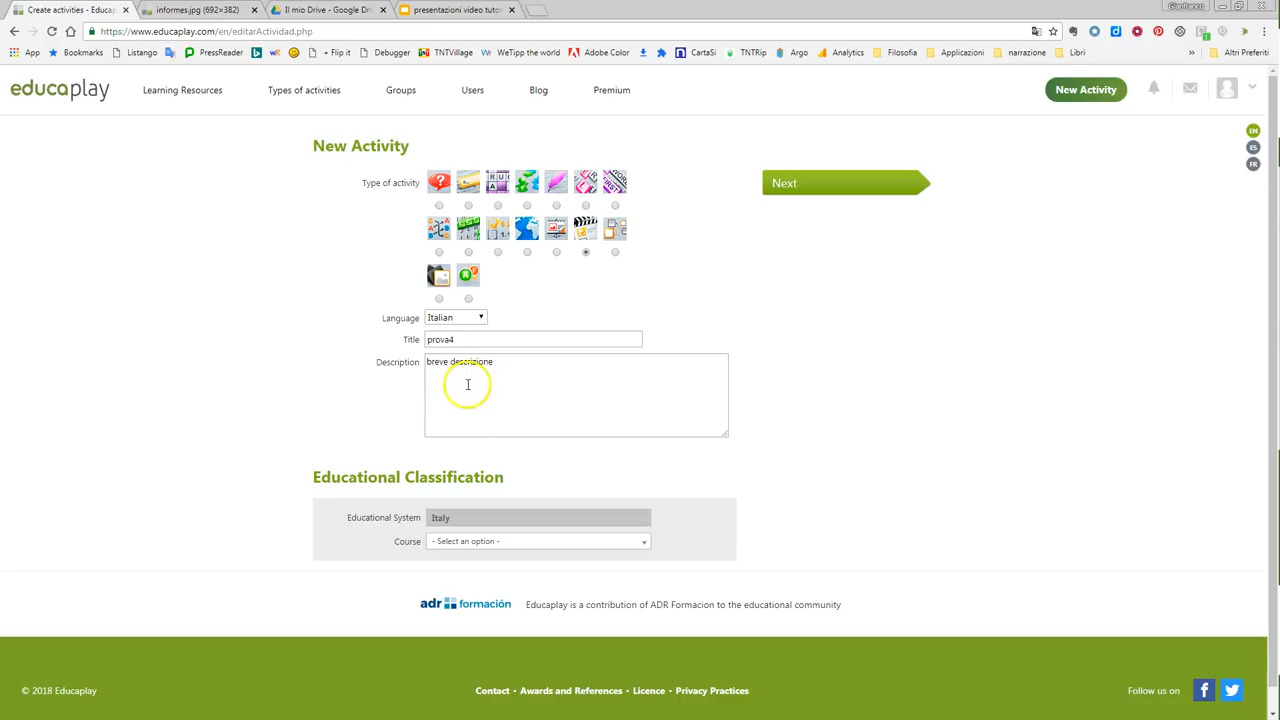 Create activities - Educap
informes.jpg (692×382)
Il mio Drive - Google Dri
presentazioni video tutor
Gianfranco
https://www.educaplay.com/en/editarActividad.php
App
Bookmarks
Listango
PressReader
+ Flip it
Debugger
TNTVillage
WeTipp the world
Adobe Color
CartaSi
TNTRip
Argo
Analytics
Filosofia
Applicazioni
narrazione
Libri
Altri Preferiti
educaplay
Learning Resources
Types of activities
Groups
Users
Blog
Premium
New Activity
EN
ES
FR
New Activity
Type of activity
Next
Language
Italian
Title
prova4
Description
breve descrizione
Educational Classification
Educational System
Italy
Course
- Select an option -
adr formación
Educaplay is a contribution of ADR Formacion to the educational community
© 2018 Educaplay
Contact • Awards and References • Licence • Privacy Practices
Follow us on